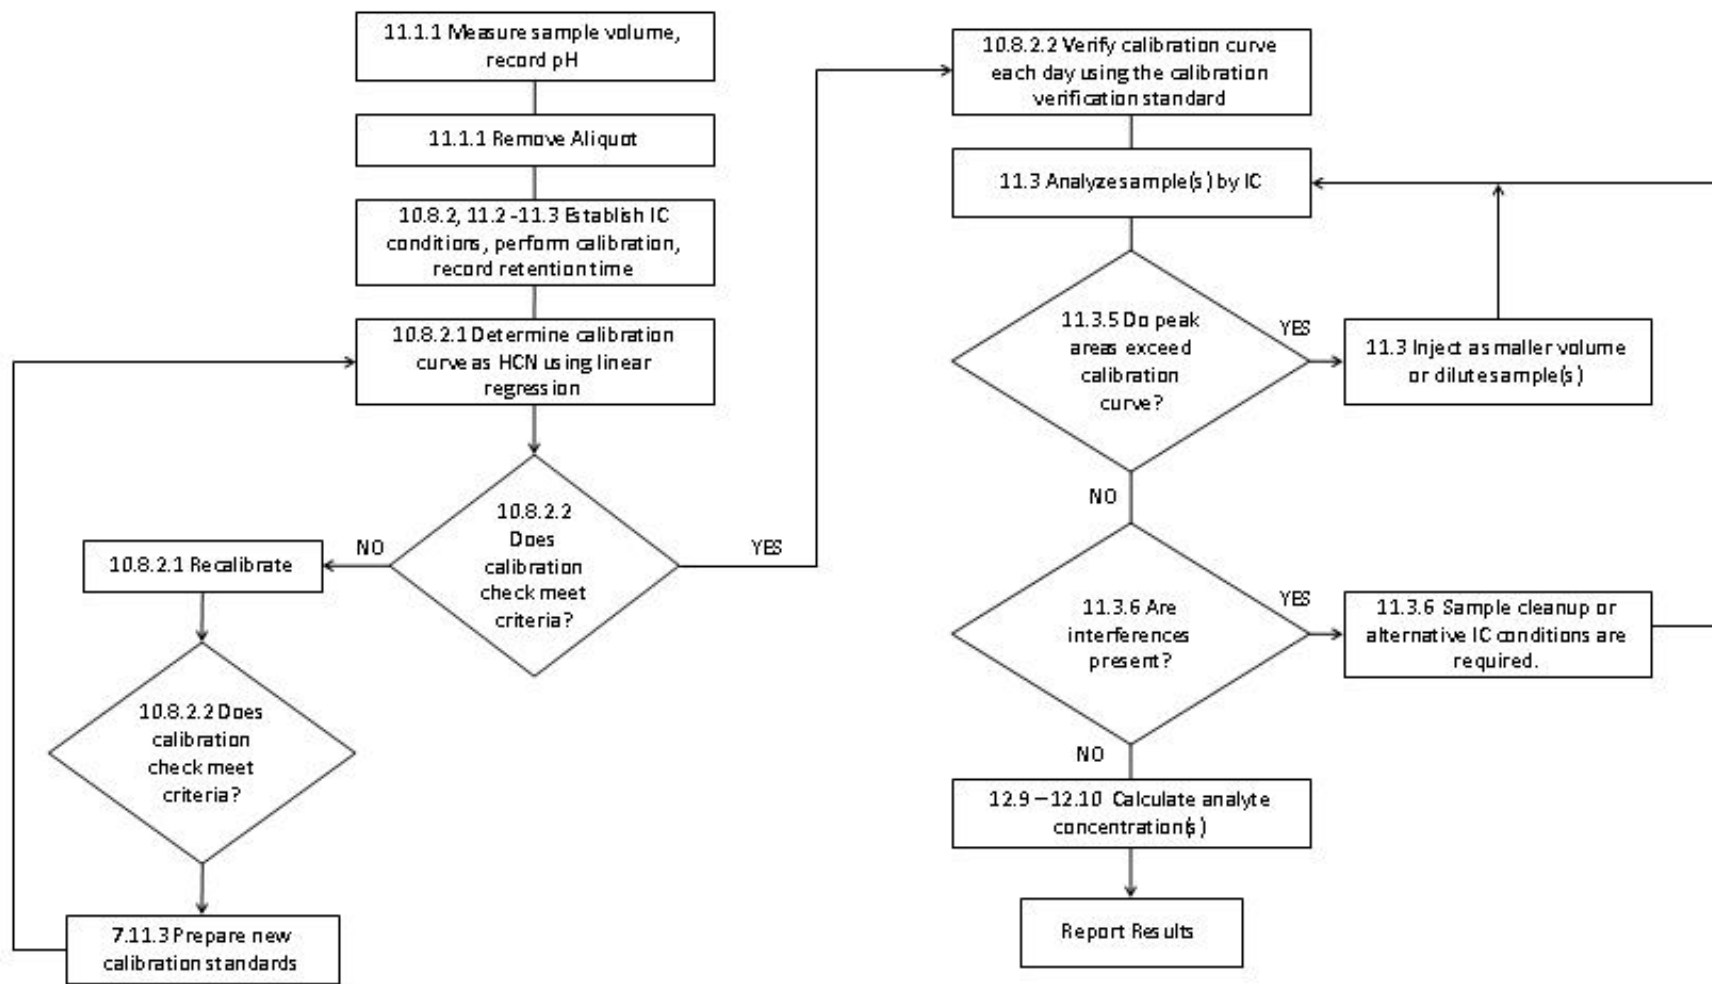 11.1.1 Measure sample volume,
record pH
11.1.1 Remove Aliquot
10.8.2, 11.2 -11.3 Establish IC
conditions, perform calibration,
record retention time
10.8.2.1 Determine calibration
curve as HCN using linear
regression
10.8.2.2
Does
calibration
check meet
criteria?
NO
YES
10.8.2.1 Recalibrate
10.8.2.2 Does
calibration
check meet
criteria?
7.11.3 Prepare new
calibration standards
10.8.2.2 Verify calibration curve
each day using the calibration
verification standard
11.3 Analyze sample(s) by IC
11.3.5 Do peak
areas exceed
calibration
curve?
YES
11.3 Inject as maller volume
or dilute sample(s)
NO
11.3.6 Are
interferences
present?
YES
11.3.6 Sample cleanup or
alternative IC conditions are
required.
NO
12.9 – 12.10 Calculate analyte
concentration(s)
Report Results